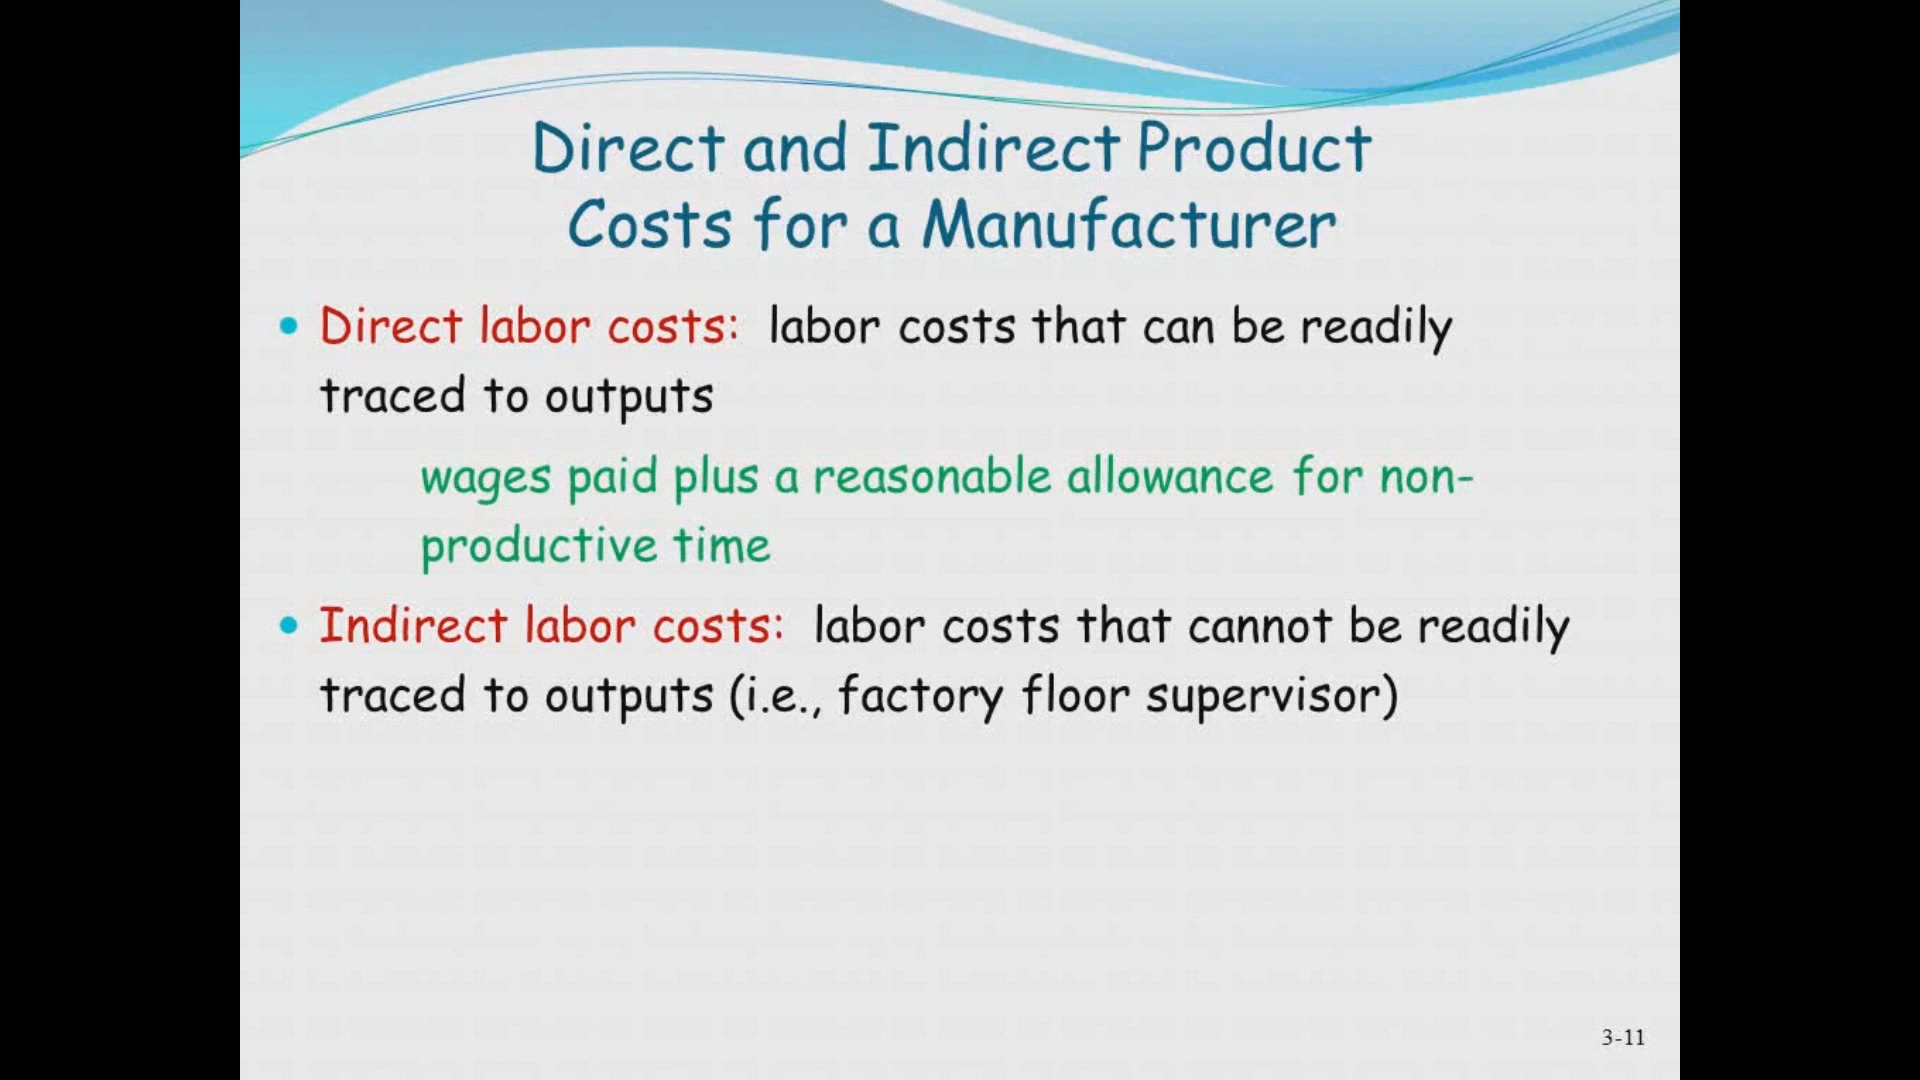 Direct and Indirect Product
Costs for a Manufacturer
• Direct labor costs: labor costs that can be readily
traced to outputs
wages paid plus a reasonable allowance for non-
productive time
• Indirect labor costs: labor costs that cannot be readily
traced to outputs (i.e., factory floor supervisor)
3-11